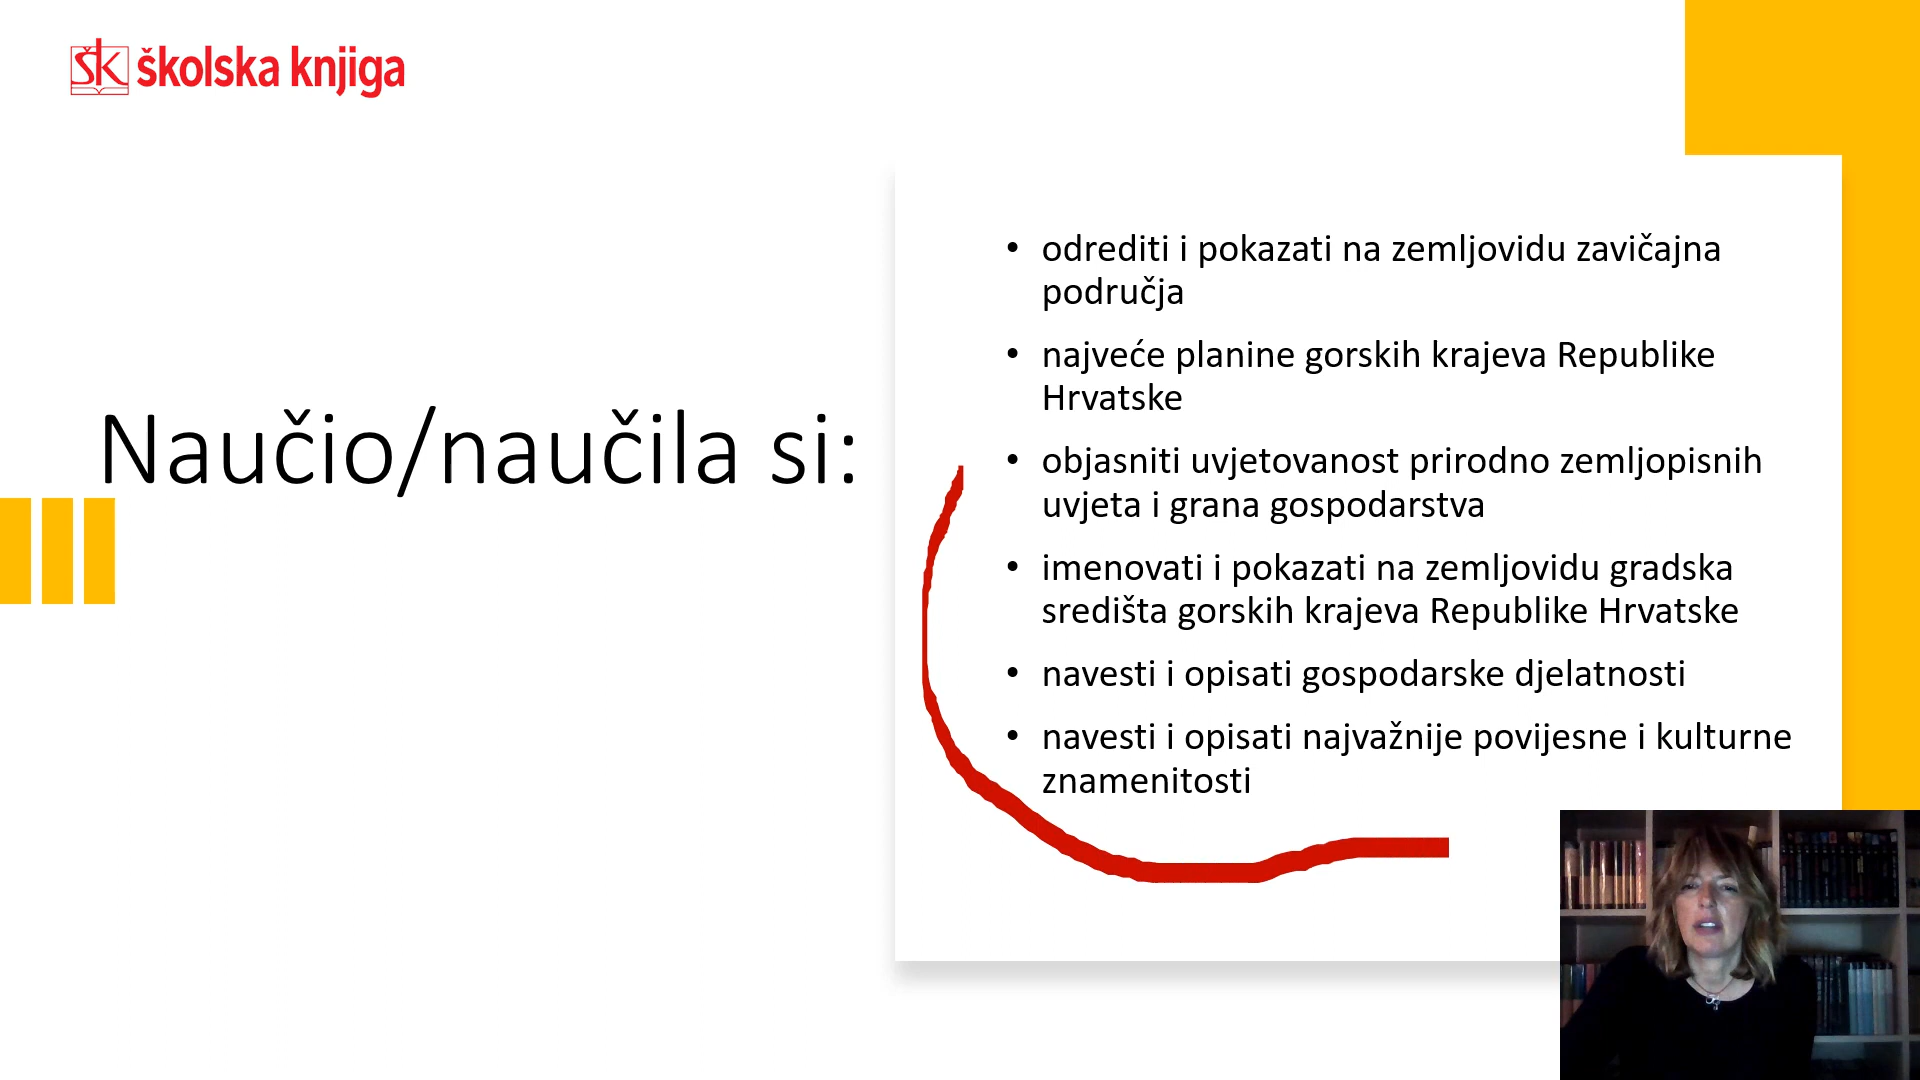 ŠK školska knjiga
Naučio/naučila si:
• odrediti i pokazati na zemljovidu zavičajna
područja
• najveće planine gorskih krajeva Republike
Hrvatske
• objasniti uvjetovanost prirodno zemljopisnih
uvjeta i grana gospodarstva
• imenovati i pokazati na zemljovidu gradska
središta gorskih krajeva Republike Hrvatske
• navesti i opisati gospodarske djelatnosti
• navesti i opisati najvažnije povijesne i kulturne
znamenitosti